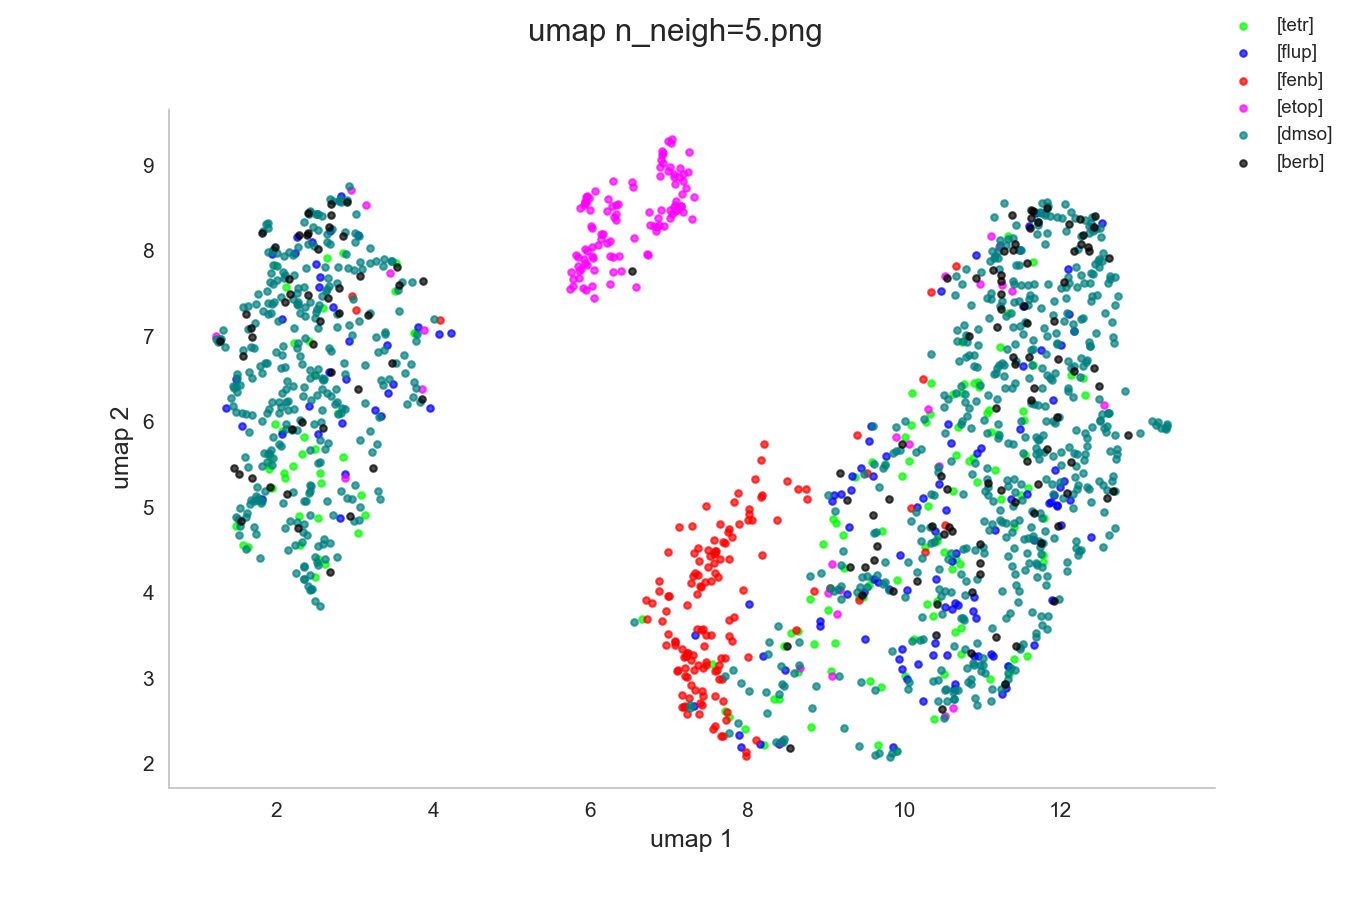 umap n_neigh=5.png
[tetr]
[flup]
[fenb]
[etop]
[dmso]
[berb]
9
8
7
6
5
4
3
2
umap 2
2 4 6 8 10 12
umap 1